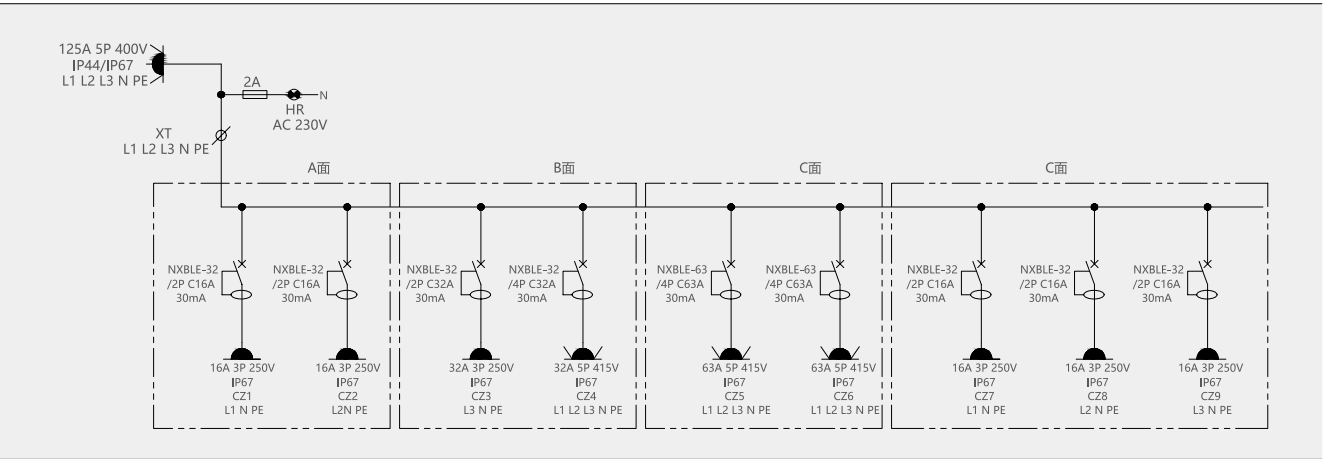 125A 5P 400V
IP44/IP67
L1 L2 L3 N PE
2A
N
HR
AC 230V
XT
L1 L2 L3 N PE
A面
B面
C面
C面
NXBLE-32
/2P C16A
30mA
NXBLE-32
/2P C16A
30mA
NXBLE-32
/2P C32A
30mA
NXBLE-32
/4P C32A
30mA
NXBLE-63
/4P C63A
30mA
NXBLE-63
/4P C63A
30mA
NXBLE-32
/2P C16A
30mA
NXBLE-32
/2P C16A
30mA
NXBLE-32
/2P C16A
30mA
16A 3P 250V
IP67
CZ1
L1 N PE
16A 3P 250V
IP67
CZ2
L2N PE
32A 3P 250V
IP67
CZ3
L3 N PE
32A 5P 415V
IP67
CZ4
L1 L2 L3 N PE
63A 5P 415V
IP67
CZ5
L1 L2 L3 N PE
63A 5P 415V
IP67
CZ6
L1 L2 L3 N PE
16A 3P 250V
IP67
CZ7
L1 N PE
16A 3P 250V
IP67
CZ8
L2 N PE
16A 3P 250V
IP67
CZ9
L3 N PE